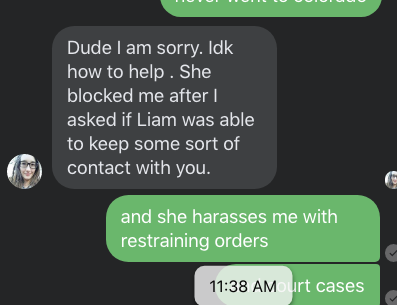 never went to colorado
Dude I am sorry. Idk
how to help . She
blocked me after I
asked if Liam was able
to keep some sort of
contact with you.
and she harasses me with
restraining orders
11:38 AM
court cases